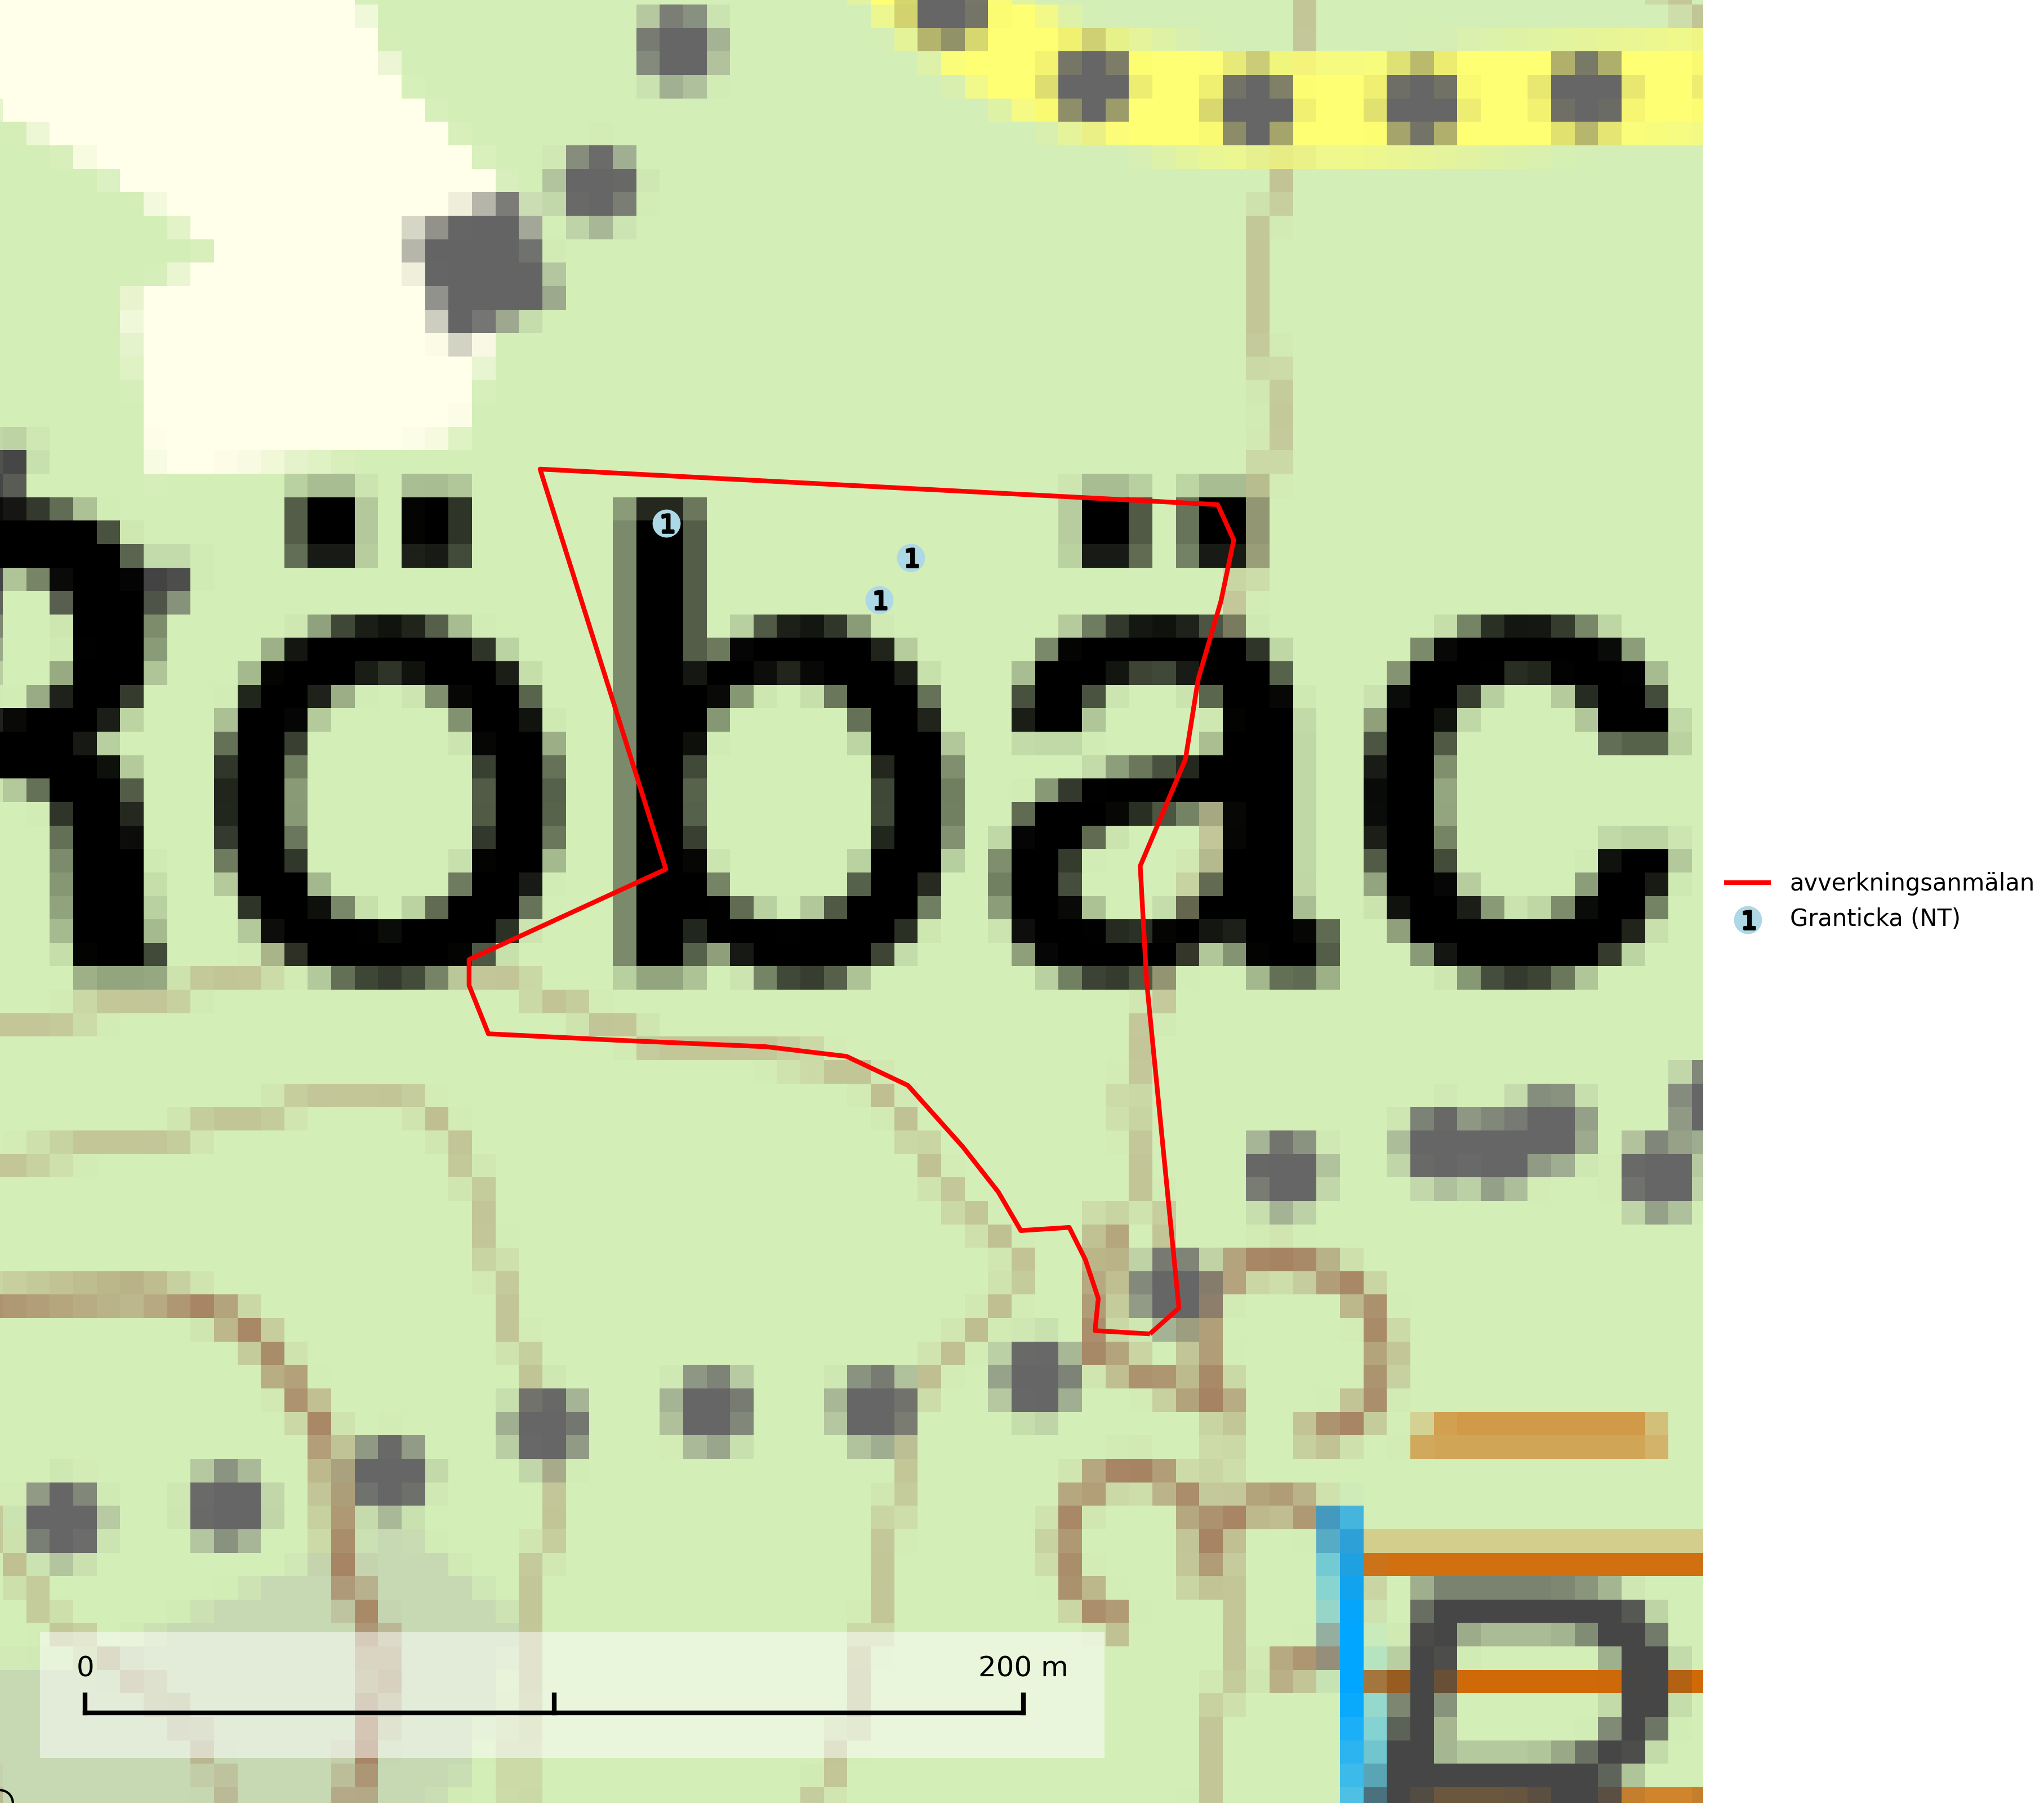 1
1
1
Röbäc
avverkningsanmälan
1 Granticka (NT)
0 200 m